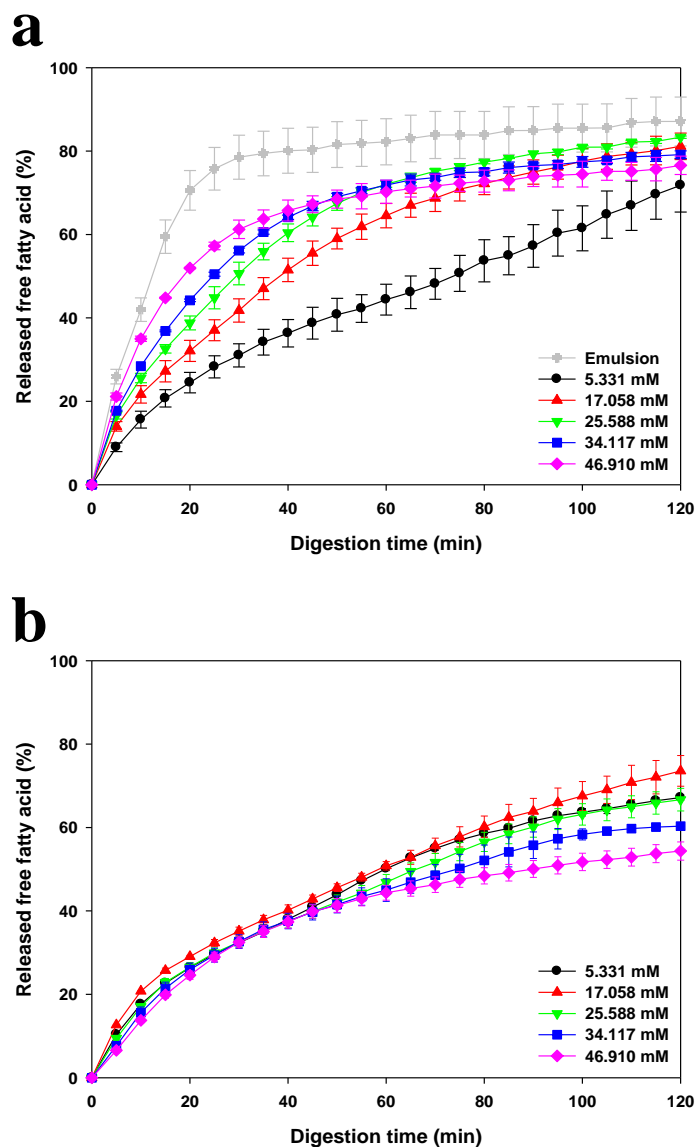 a
100
80
60
40
20
0
Released free fatty acid (%)
Emulsion
5.331 mM
17.058 mM
25.588 mM
34.117 mM
46.910 mM
0 20 40 60 80 100 120
Digestion time (min)
b
100
80
60
40
20
0
Released free fatty acid (%)
5.331 mM
17.058 mM
25.588 mM
34.117 mM
46.910 mM
0 20 40 60 80 100 120
Digestion time (min)